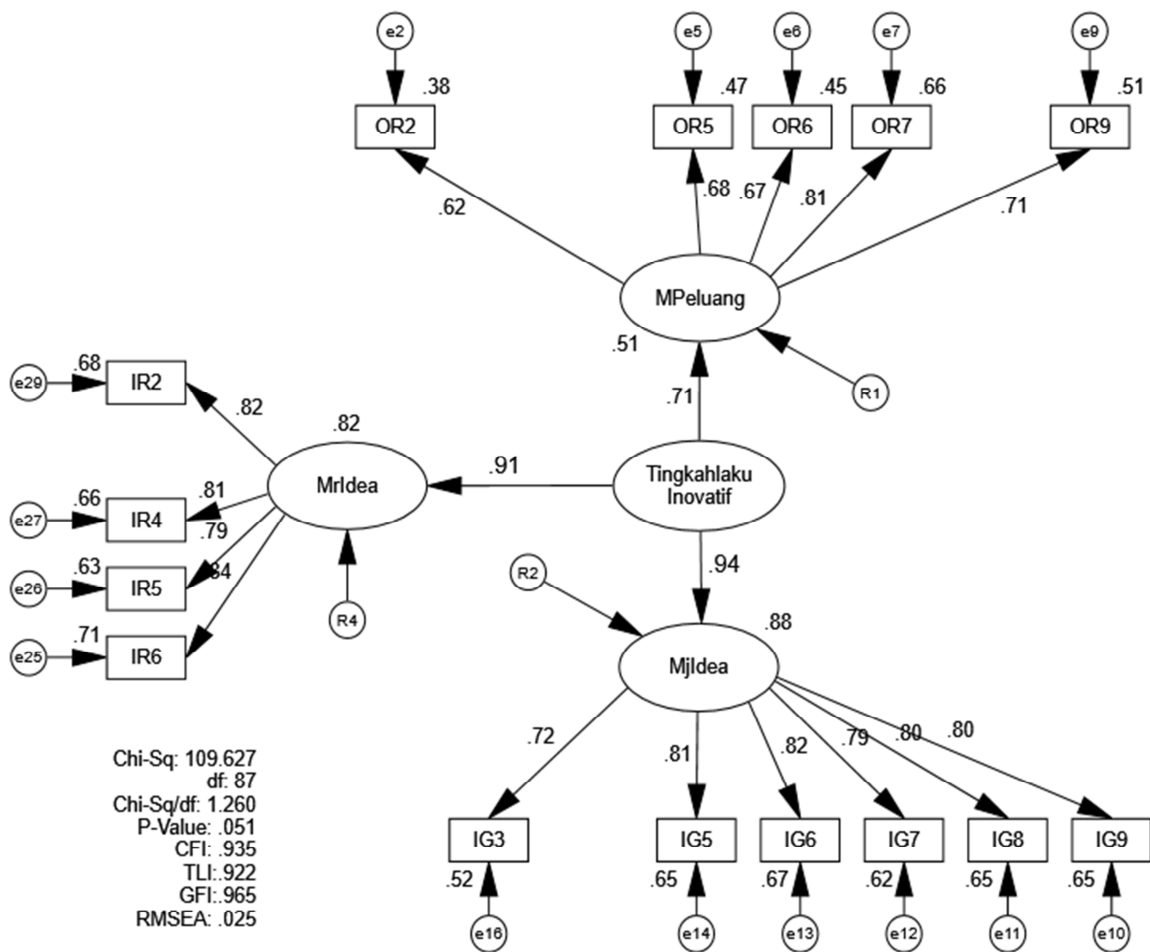 e2
e5
e6
e7
e9
.38
.47
.45
.66
.51
OR2
OR5
OR6
OR7
OR9
.62
.68
.67
.81
.71
MPeluang
.51
R1
.71
e29
.68
IR2
.82
.82
MrIdea
.91
Tingkahlaku
Inovatif
e27
.66
IR4
.81
.79
e26
.63
IR5
.84
e25
.71
IR6
R4
R2
.94
.88
MjIdea
.72
.81
.82
.79
.80
.80
Chi-Sq: 109.627
df: 87
Chi-Sq/df: 1.260
P-Value: .051
CFI: .935
TLI:.922
GFI:.965
RMSEA: .025
IG3
IG5
IG6
IG7
IG8
IG9
.52
.65
.67
.62
.65
.65
e16
e14
e13
e12
e11
e10